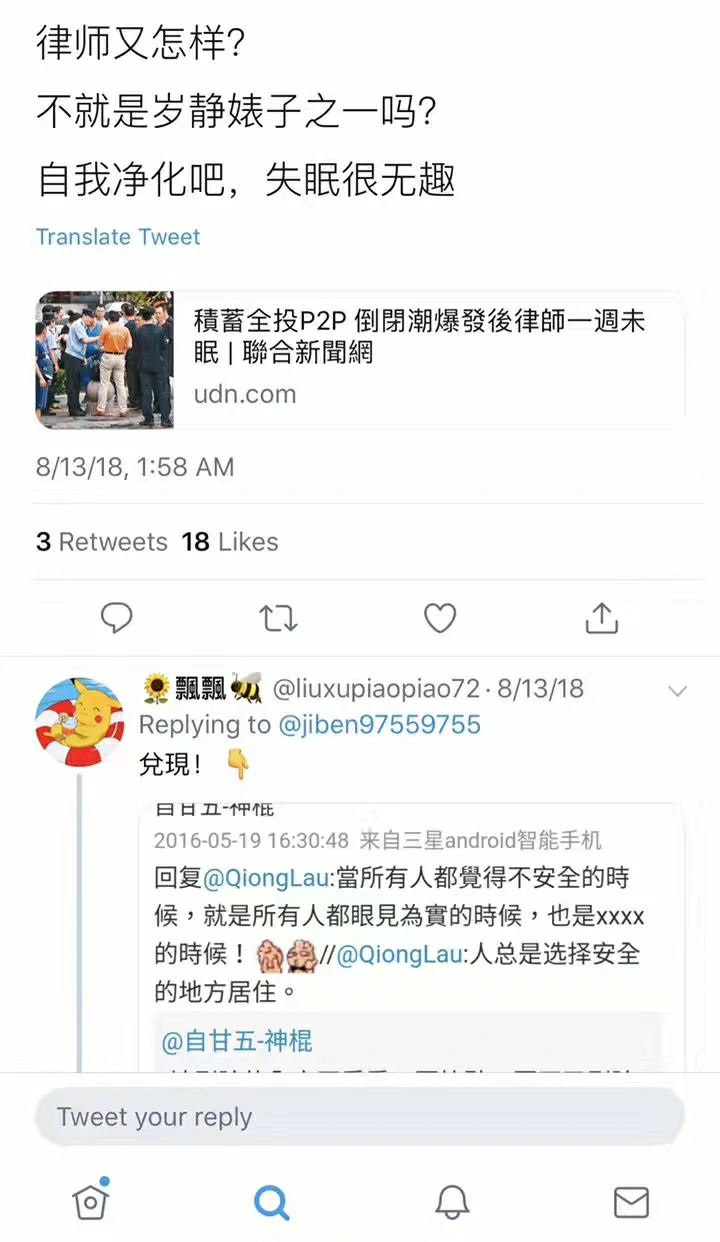 律师又怎样？
不就是岁静婊子之一吗？
自我净化吧，失眠很无趣
Translate Tweet
積蓄全投P2P 倒閉潮爆發後律師一週未
眠 | 聯合新聞網
udn.com
8/13/18, 1:58 AM
3 Retweets 18 Likes
🌻飄飄🐝 @liuxupiaopiao72 · 8/13/18
Replying to @jiben97559755
兌現！👇
自甘五-神棍
2016-05-19 16:30:48 来自三星android智能手机
回复@QiongLau:當所有人都覺得不安全的時
候，就是所有人都眼見為實的時候，也是xxxx
的時候！//@QiongLau:人总是选择安全
的地方居住。
@自甘五-神棍
Tweet your reply